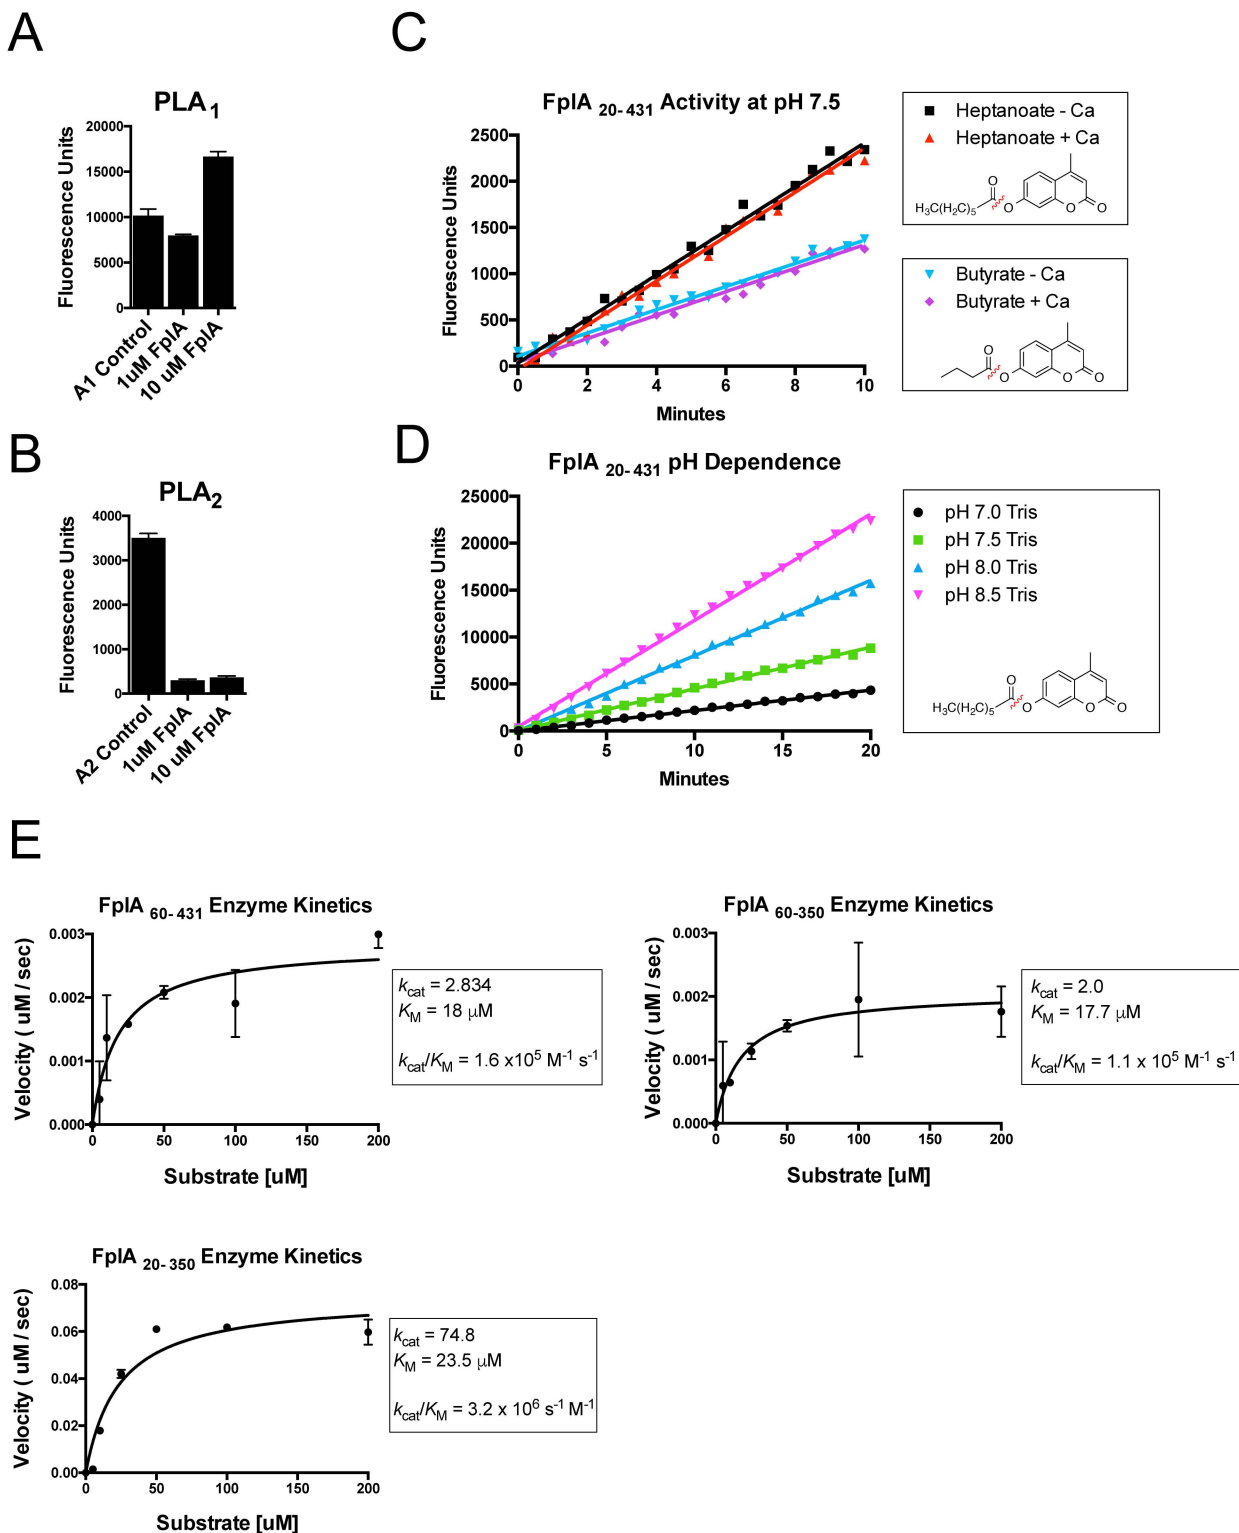 A
PLA1
Fluorescence Units
20000
15000
10000
5000
0
A1 Control
1uM FplA
10 uM FplA
B
PLA2
Fluorescence Units
4000
3000
2000
1000
0
A2 Control
1uM FplA
10 uM FplA
C
FplA 20-431 Activity at pH 7.5
Fluorescence Units
2500
2000
1500
1000
500
0
0 2 4 6 8 10
Minutes
Heptanoate - Ca
Heptanoate + Ca
H3C(H2C)5 O O O O
Butyrate - Ca
Butyrate + Ca
O O O O
D
FplA 20-431 pH Dependence
Fluorescence Units
25000
20000
15000
10000
5000
0
0 5 10 15 20
Minutes
pH 7.0 Tris
pH 7.5 Tris
pH 8.0 Tris
pH 8.5 Tris
H3C(H2C)5 O O O O
E
FplA 60-431 Enzyme Kinetics
Velocity ( uM / sec)
0.003
0.002
0.001
0.000
0 50 100 150 200
Substrate [uM]
kcat = 2.834
KM = 18 µM
kcat/KM = 1.6 x10^5 M^-1 s^-1
FplA 60-350 Enzyme Kinetics
Velocity ( uM / sec)
0.003
0.002
0.001
0.000
0 50 100 150 200
Substrate [uM]
kcat = 2.0
KM = 17.7 µM
kcat/KM = 1.1 x 10^5 M^-1 s^-1
FplA 20-350 Enzyme Kinetics
Velocity ( uM / sec)
0.08
0.06
0.04
0.02
0.00
0 50 100 150 200
Substrate [uM]
kcat = 74.8
KM = 23.5 µM
kcat/KM = 3.2 x 10^6 s^-1 M^-1